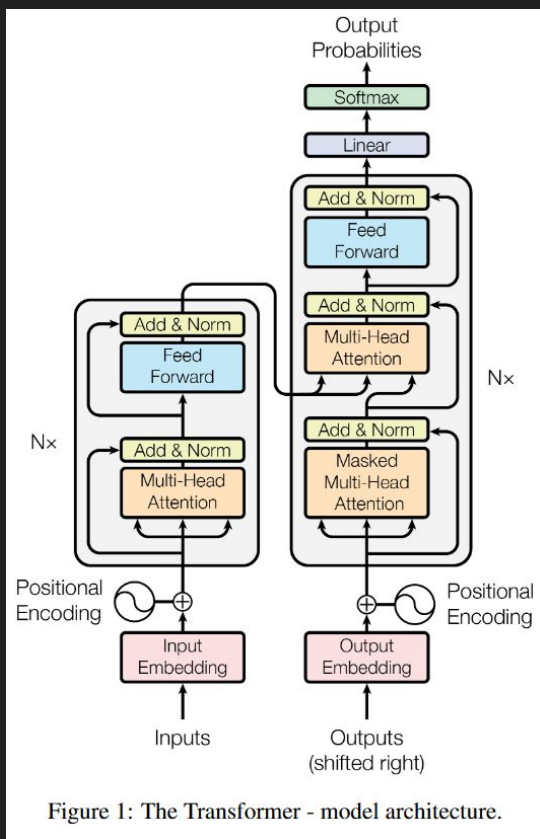 Output
Probabilities
Softmax
Linear
Add & Norm
Feed
Forward
Add & Norm
Multi-Head
Attention
Add & Norm
Masked
Multi-Head
Attention
Nx
Add & Norm
Feed
Forward
Add & Norm
Multi-Head
Attention
Nx
Positional
Encoding
Input
Embedding
Inputs
Positional
Encoding
Output
Embedding
Outputs
(shifted right)
Figure 1: The Transformer - model architecture.